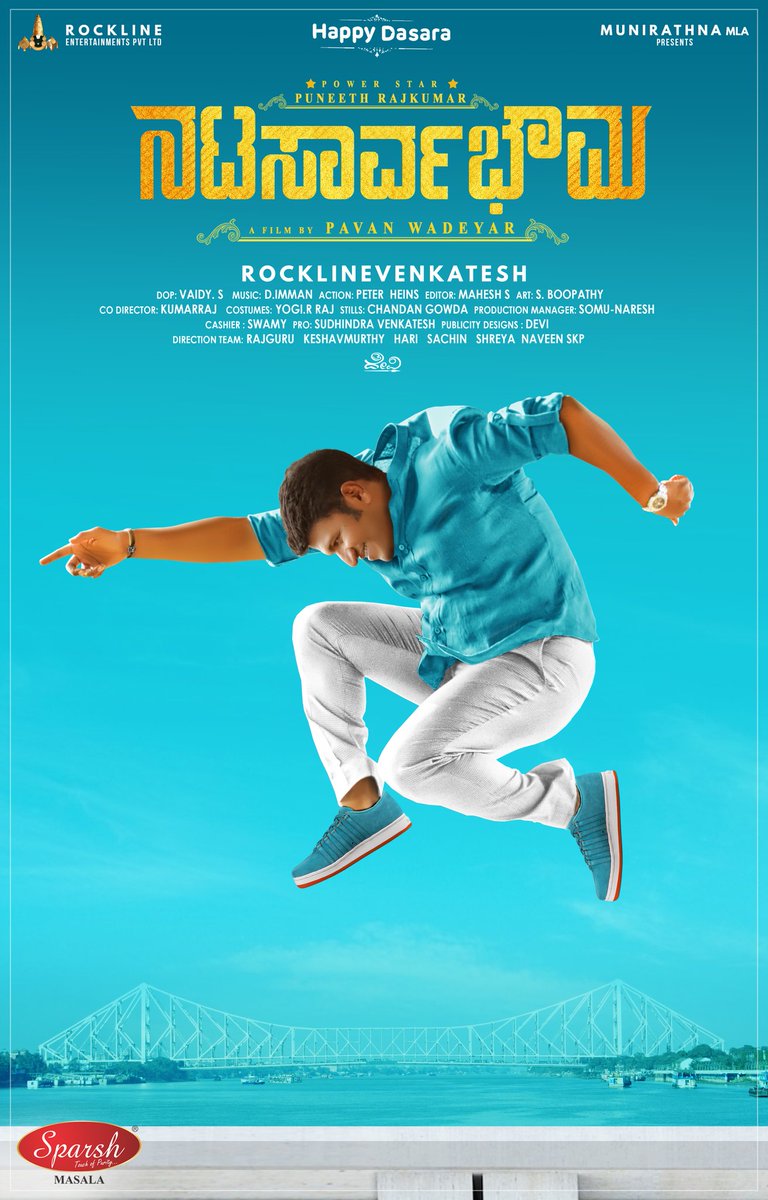 ROCKLINE
ENTERTAINMENTS PVT LTD
Happy Dasara
MUNIRATHNA MLA
PRESENTS
POWER STAR
PUNEETH RAJKUMAR
ನಟಸಾರ್ವಭೌಮ
A FILM BY PAVAN WADEYAR
ROCKLINEVENKATESH
DOP: VAIDY. S MUSIC: D.IMMAN ACTION: PETER HEINS EDITOR: MAHESH S ART: S. BOOPATHY
CO DIRECTOR: KUMARRAJ COSTUMES: YOGI.R RAJ STILLS: CHANDAN GOWDA PRODUCTION MANAGER: SOMU-NARESH
CASHIER : SWAMY PRO: SUDHINDRA VENKATESH PUBLICITY DESIGNS : DEVI
DIRECTION TEAM: RAJGURU KESHAVMURTHY HARI SACHIN SHREYA NAVEEN SKP
Sparsh®
Touch of Purity...
MASALA